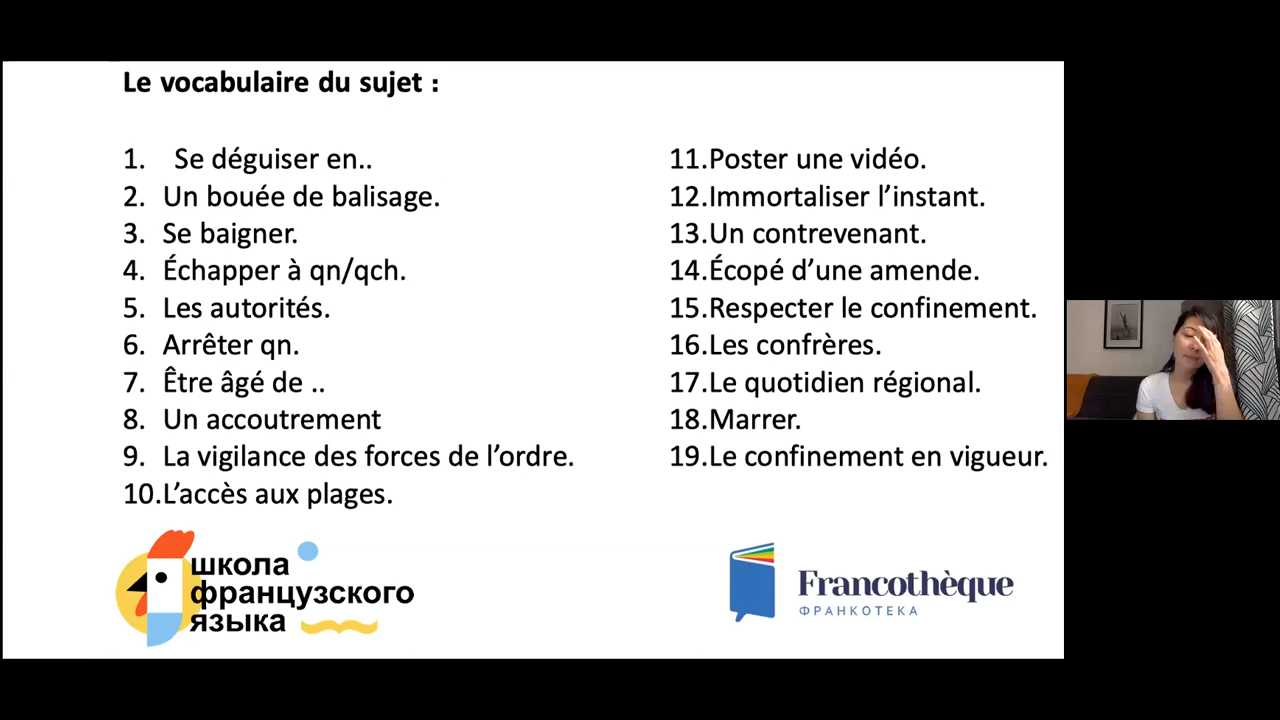 Le vocabulaire du sujet :
1. Se déguiser en..
2. Un bouée de balisage.
3. Se baigner.
4. Échapper à qn/qch.
5. Les autorités.
6. Arrêter qn.
7. Être âgé de ..
8. Un accoutrement
9. La vigilance des forces de l’ordre.
10.L’accès aux plages.
11.Poster une vidéo.
12.Immortaliser l’instant.
13.Un contrevenant.
14.Écopé d’une amende.
15.Respecter le confinement.
16.Les confrères.
17.Le quotidien régional.
18.Marrer.
19.Le confinement en vigueur.
школа
французского
языка
Francothèque
ФРАНКОТЕКА